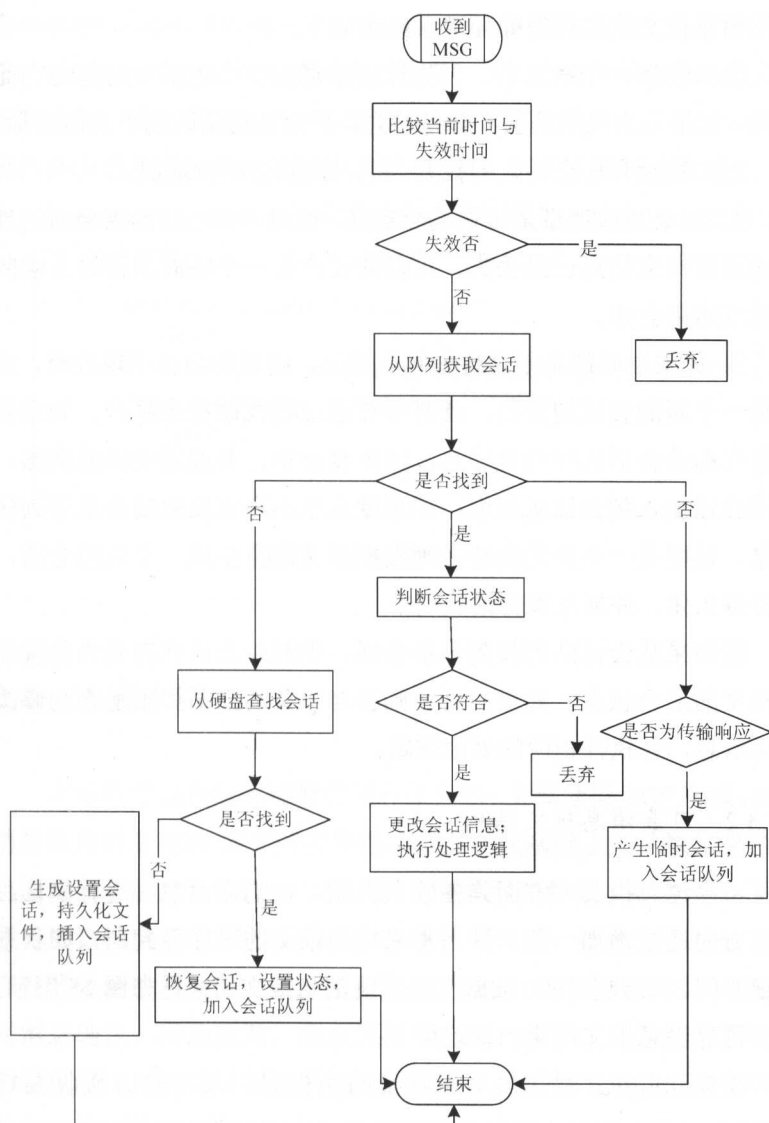 收到
MSG
比较当前时间与
失效时间
失效否
是
否
从队列获取会话
丢弃
是否找到
否
否
是
判断会话状态
从硬盘查找会话
是否符合
否
是否为传输响应
丢弃
是
是
是否找到
更改会话信息；
执行处理逻辑
产生临时会话，加
入会话队列
否
生成设置会
话，持久化文
件，插入会话
队列
是
恢复会话，设置状态，
加入会话队列
结束